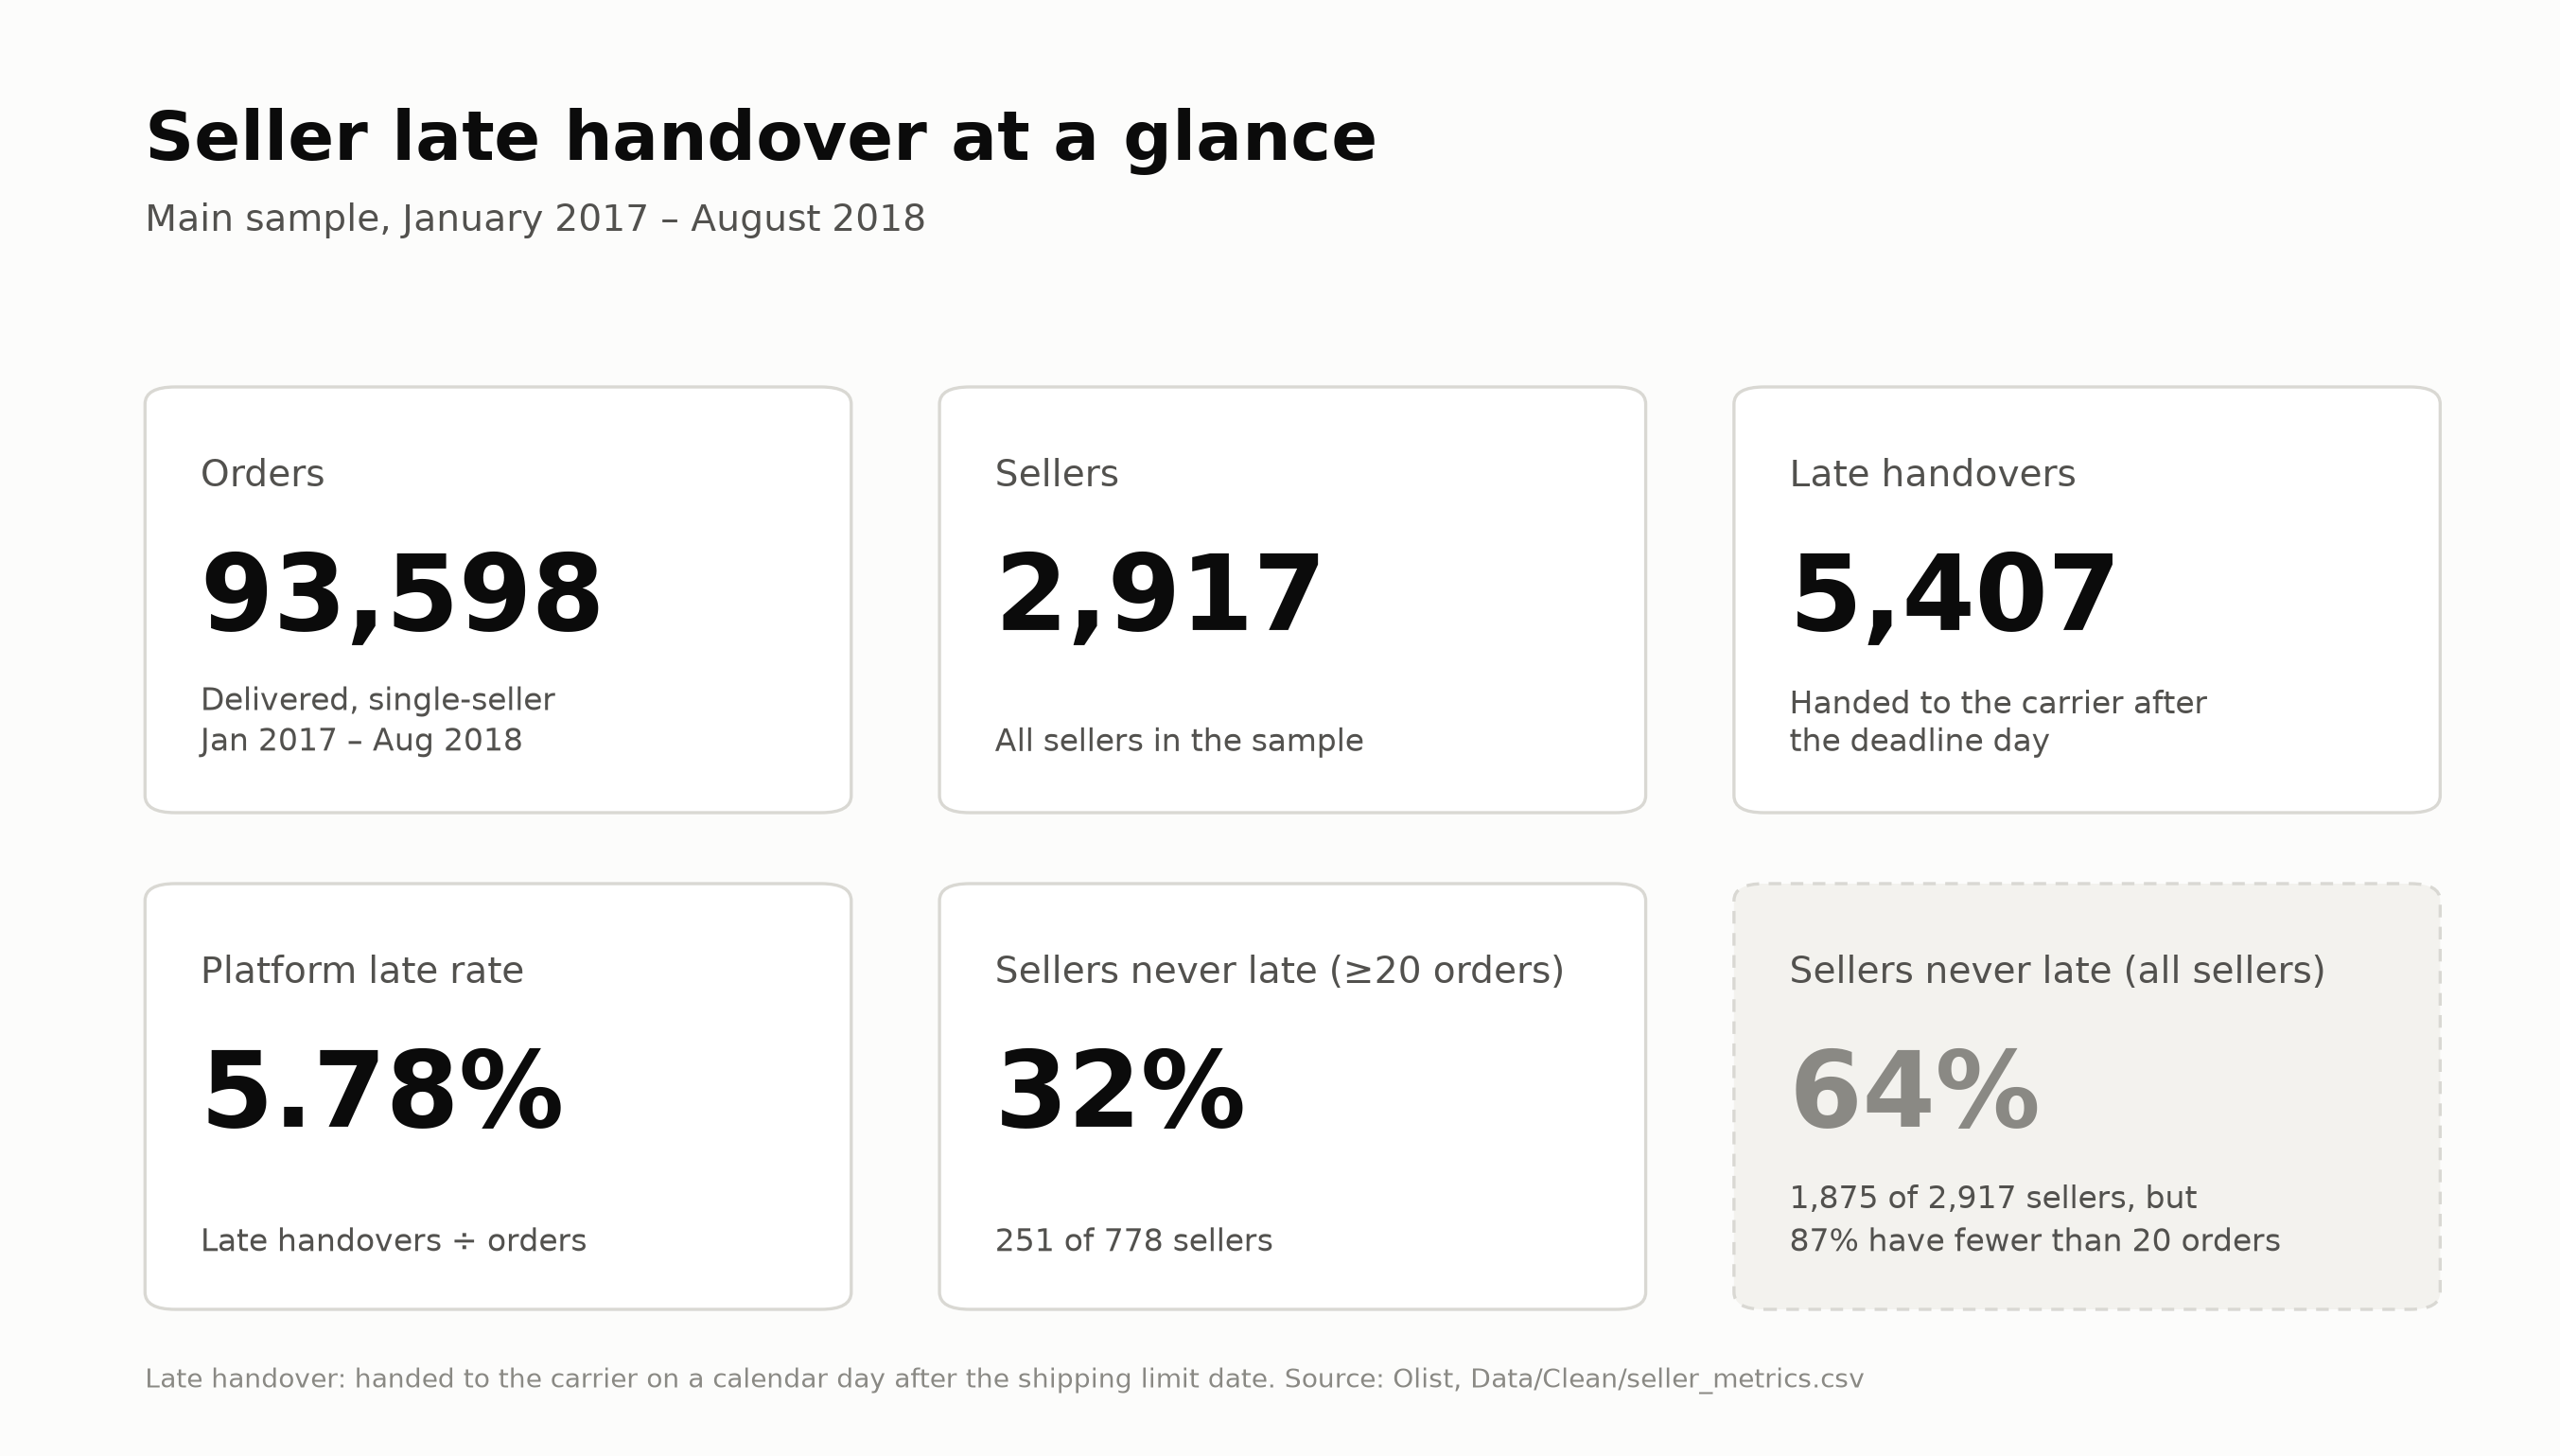 Seller late handover at a glance
Main sample, January 2017 – August 2018
Orders
93,598
Delivered, single-seller
Jan 2017 – Aug 2018
Sellers
2,917
All sellers in the sample
Late handovers
5,407
Handed to the carrier after
the deadline day
Platform late rate
5.78%
Late handovers ÷ orders
Sellers never late (≥20 orders)
32%
251 of 778 sellers
Sellers never late (all sellers)
64%
1,875 of 2,917 sellers, but
87% have fewer than 20 orders
Late handover: handed to the carrier on a calendar day after the shipping limit date. Source: Olist, Data/Clean/seller_metrics.csv